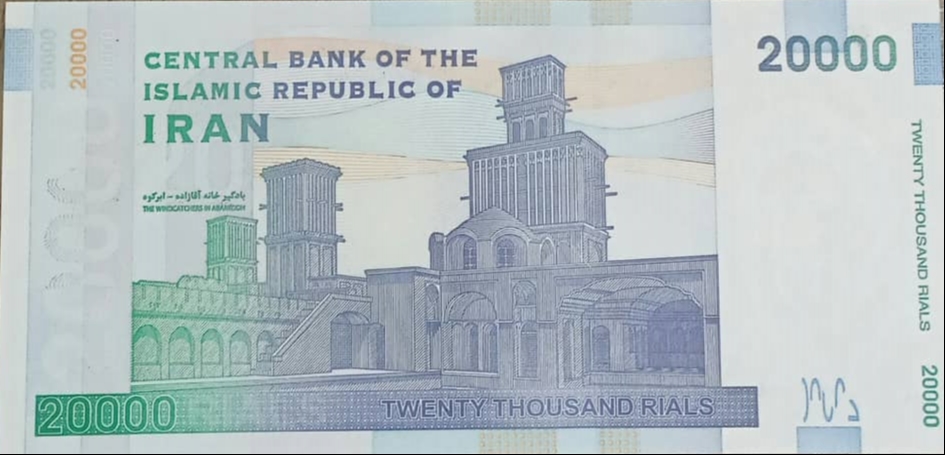 20000
20000
CENTRAL BANK OF THE
ISLAMIC REPUBLIC OF
IRAN
20000
بادگیر خانه آقازاده - ابرکوه
THE WINDCATCHERS IN ABARKOOH
TWENTY THOUSAND RIALS
20000
20000
TWENTY THOUSAND RIALS